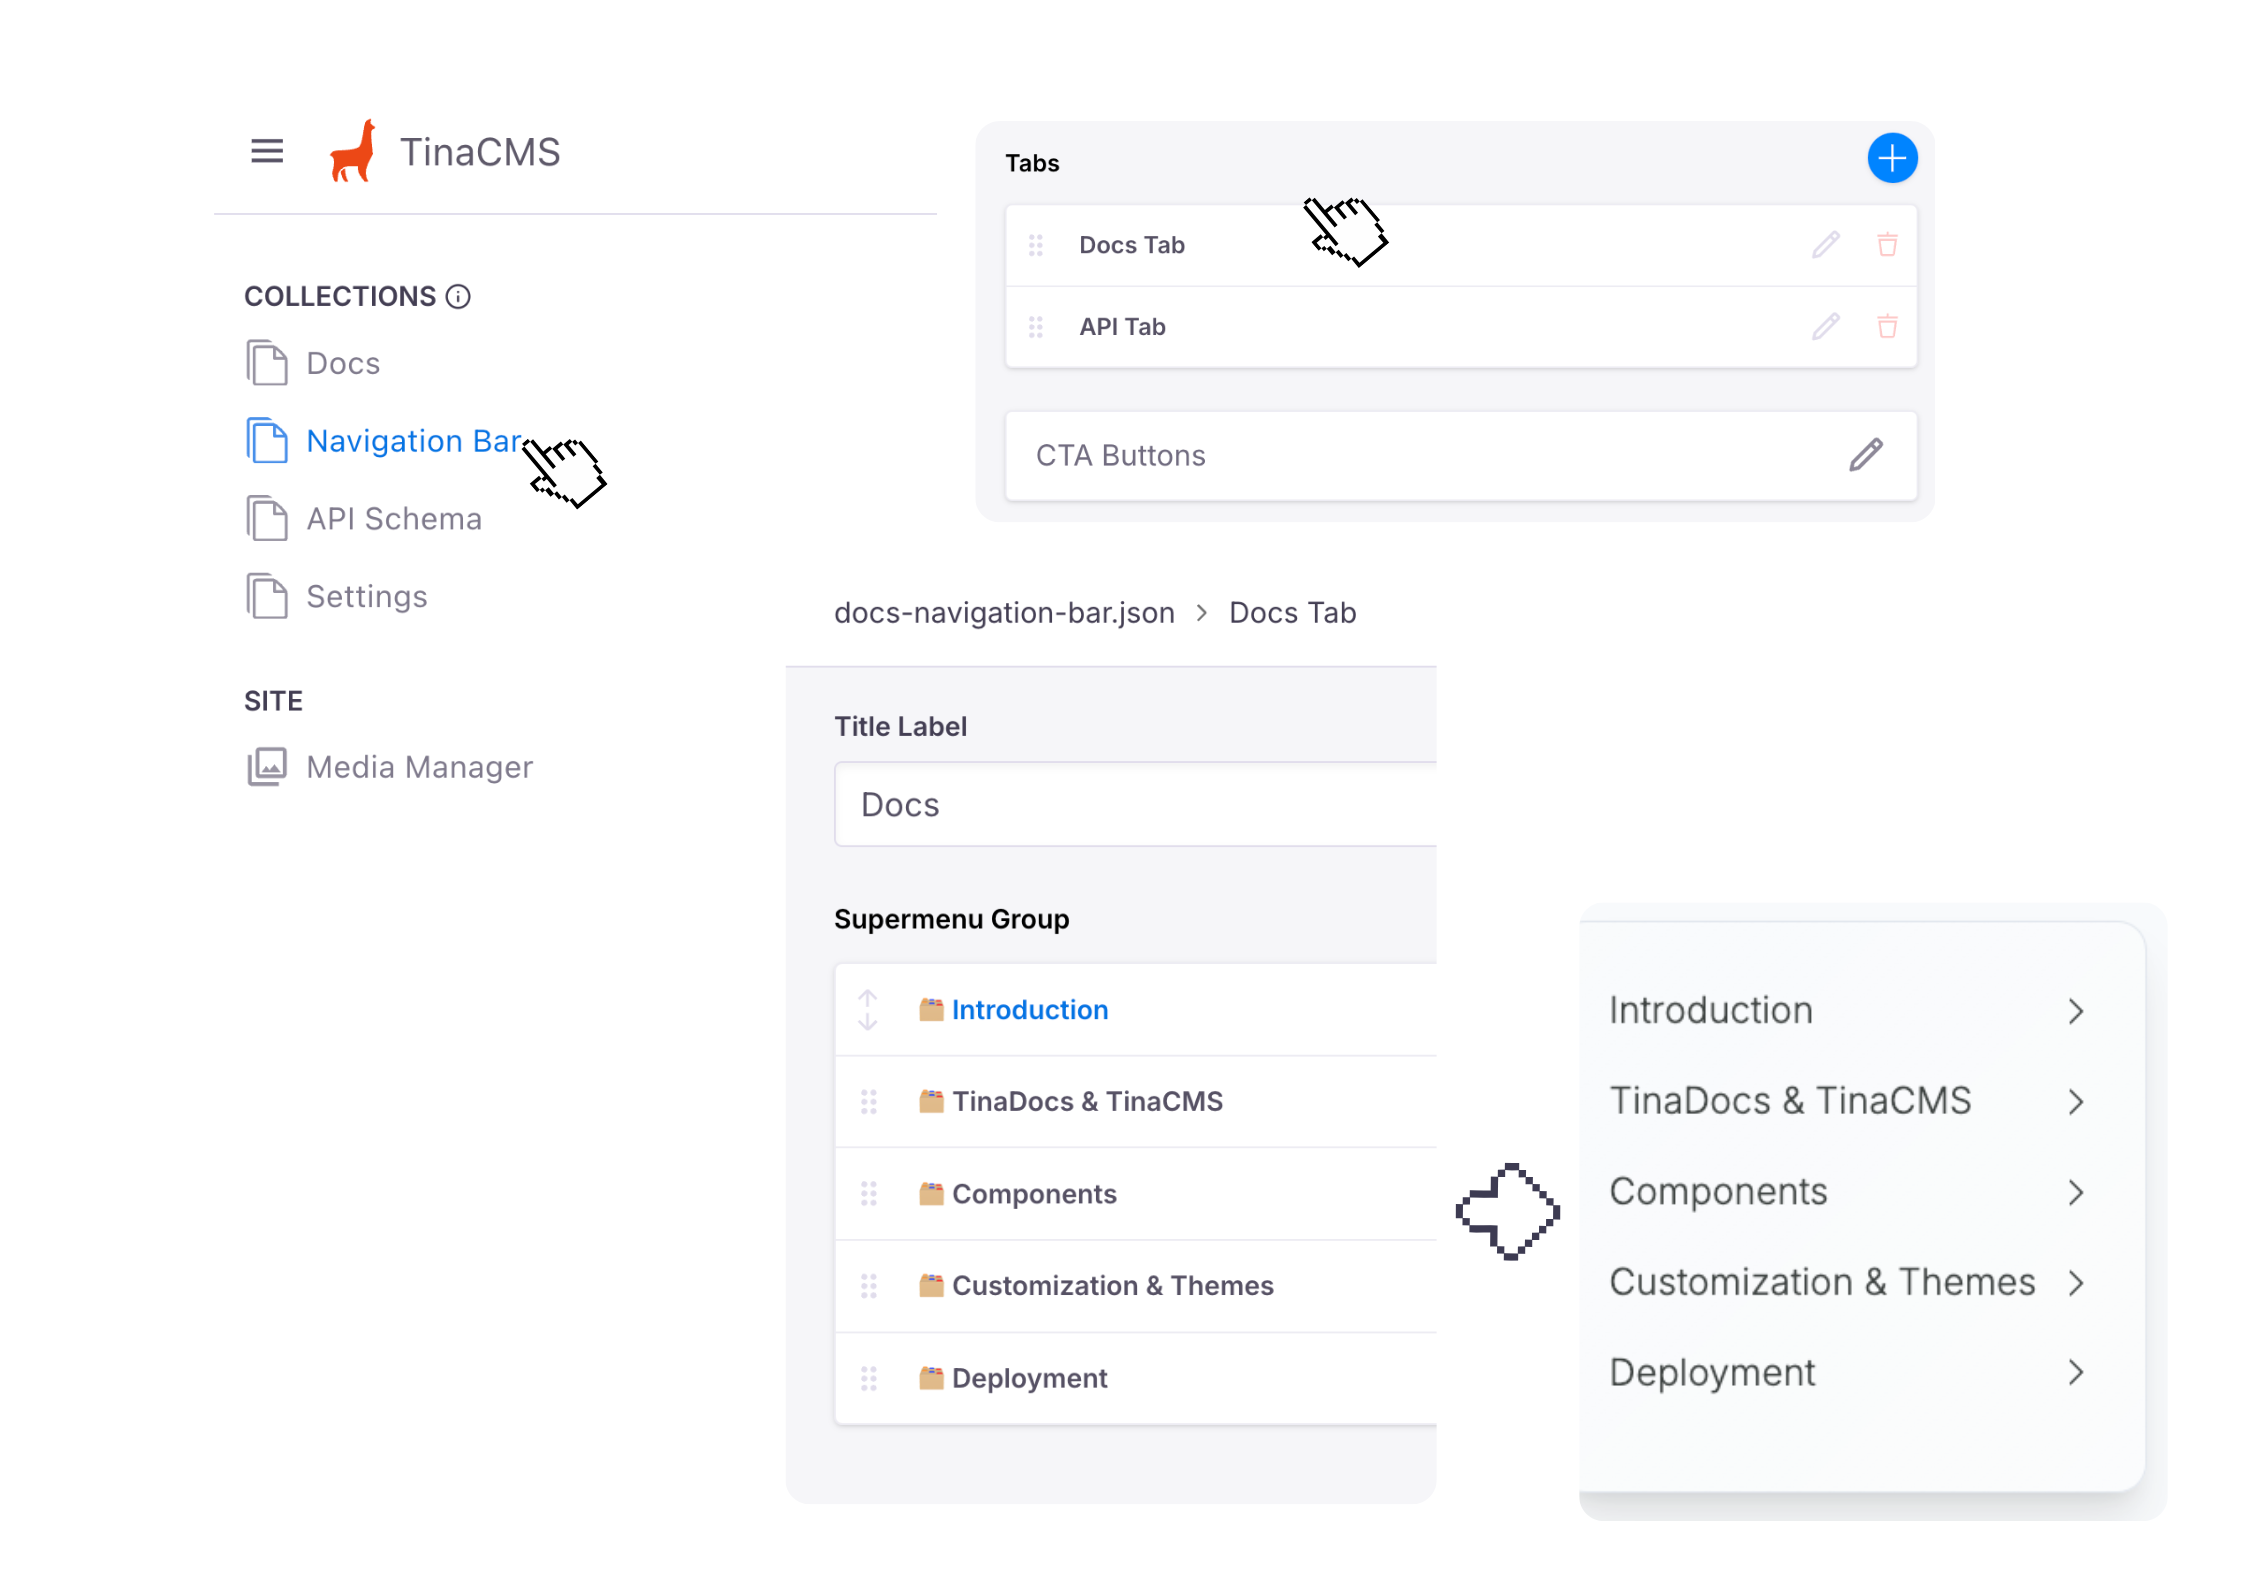 TinaCMS
COLLECTIONS
Docs
Navigation Bar
API Schema
Settings
SITE
Media Manager
Tabs
Docs Tab
API Tab
CTA Buttons
docs-navigation-bar.json > Docs Tab
Title Label
Docs
Supermenu Group
Introduction
TinaDocs & TinaCMS
Components
Customization & Themes
Deployment
Introduction
TinaDocs & TinaCMS
Components
Customization & Themes
Deployment